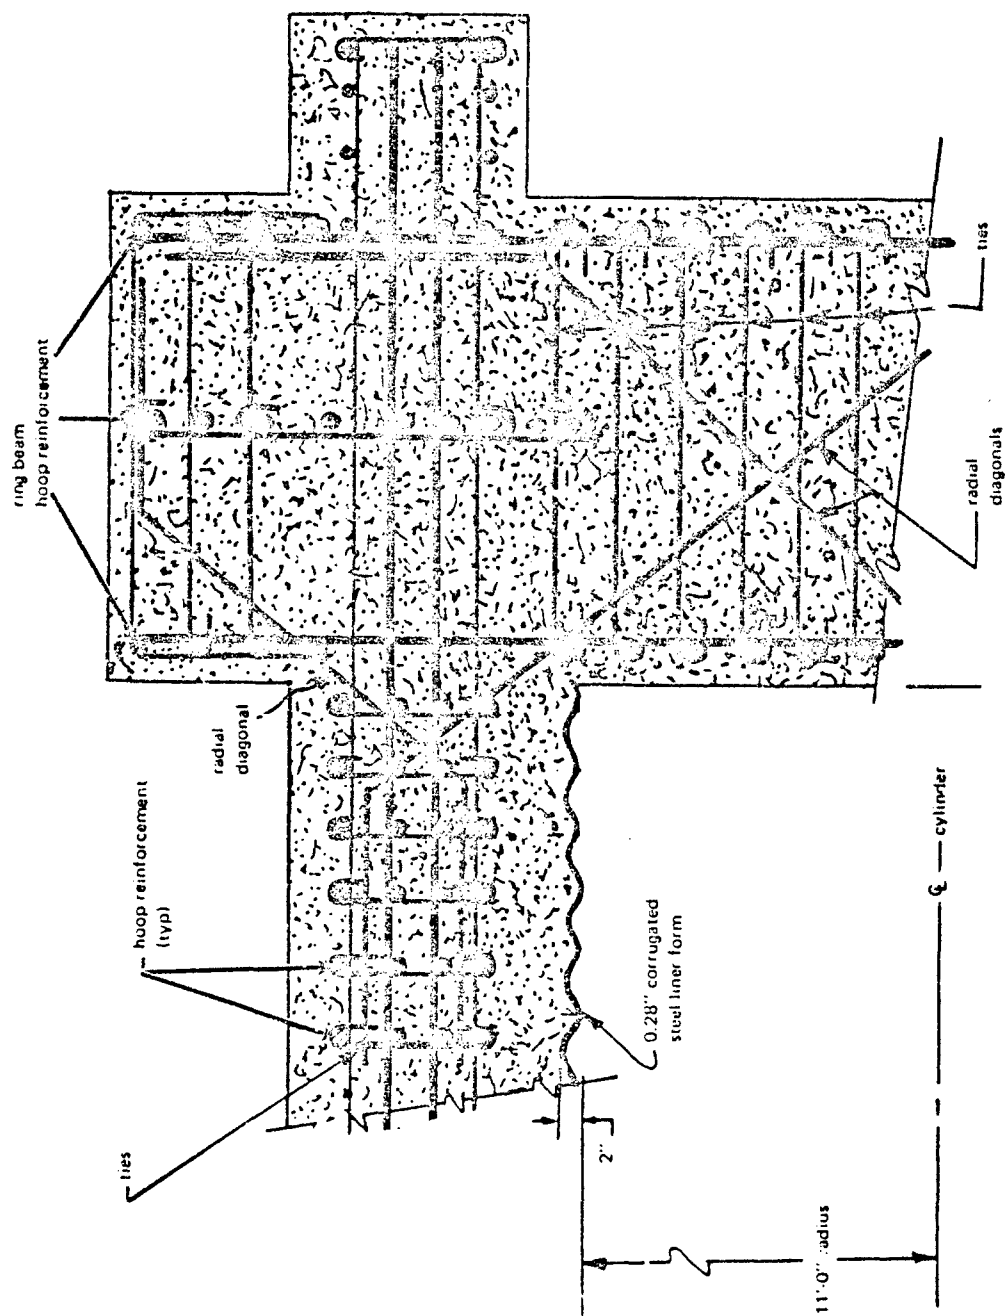 ring beam
hoop reinforcement
hoop reinforcement
(typ)
ties
radial
diagonal
0.28" corrugated
steel liner form
2"
11'-0" radius
℄ cylinder
radial
diagonals
ties